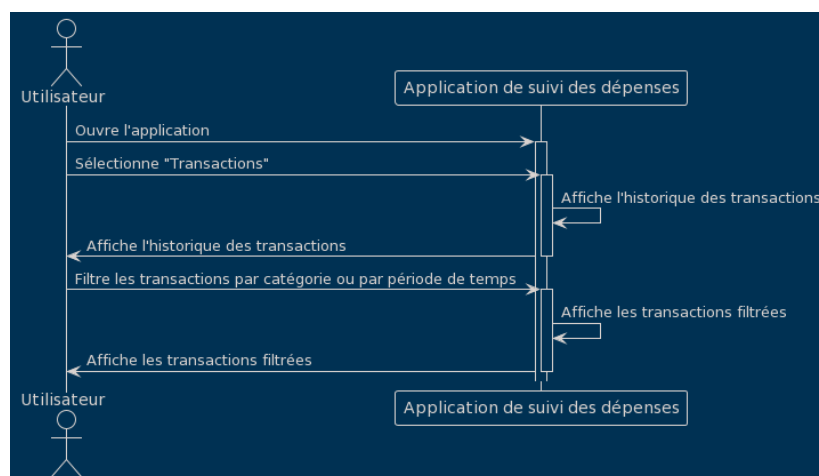 Utilisateur
Application de suivi des dépenses
Ouvre l'application
Sélectionne "Transactions"
Affiche l'historique des transactions
Affiche l'historique des transactions
Filtre les transactions par catégorie ou par période de temps
Affiche les transactions filtrées
Affiche les transactions filtrées
Utilisateur
Application de suivi des dépenses